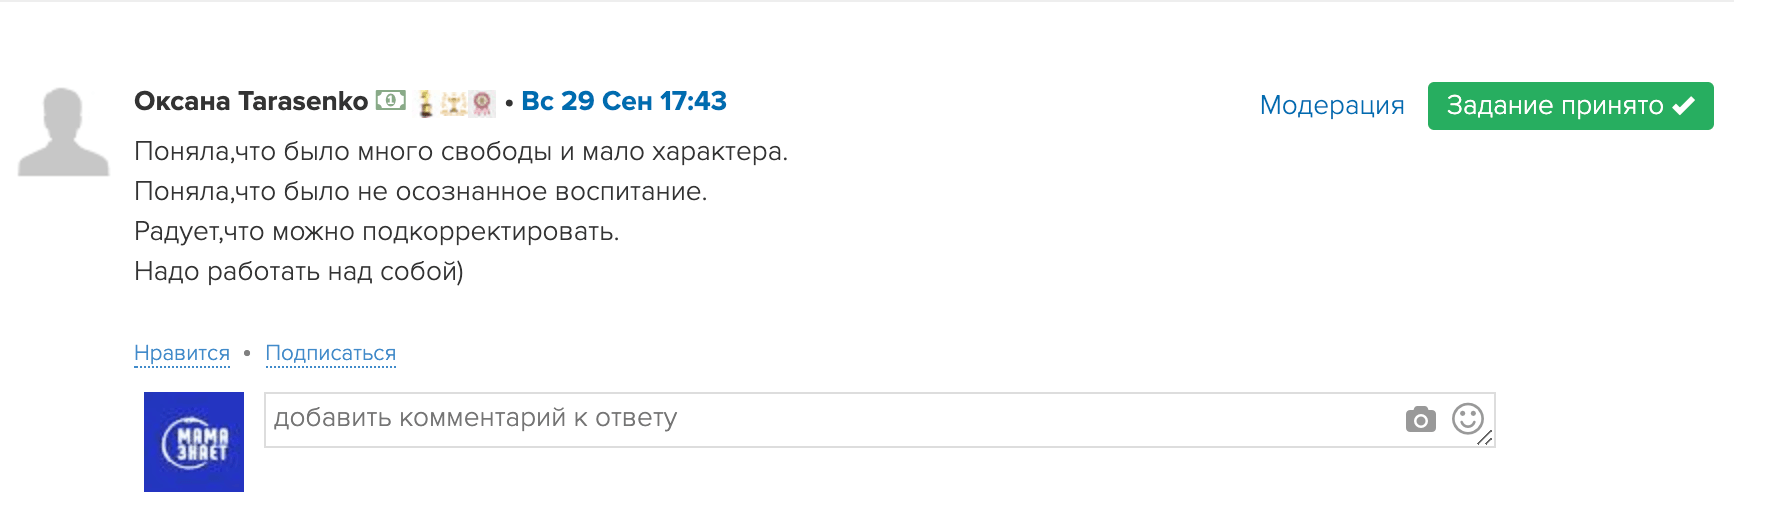 Оксана Tarasenko • Вс 29 Сен 17:43
Модерация
Задание принято
Поняла,что было много свободы и мало характера.
Поняла,что было не осознанное воспитание.
Радует,что можно подкорректировать.
Надо работать над собой)
Нравится • Подписаться
МАМА
ЗНАЕТ
добавить комментарий к ответу